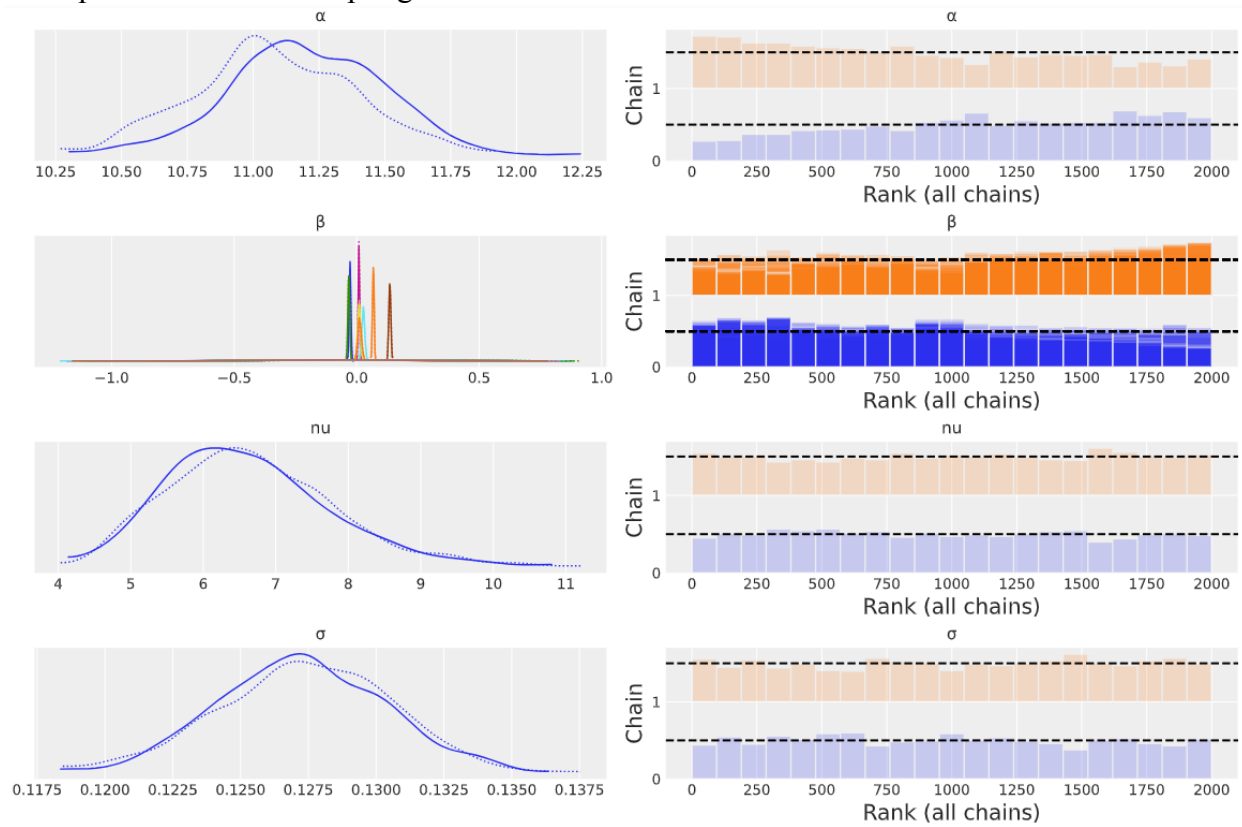 α
α
10.25 10.50 10.75 11.00 11.25 11.50 11.75 12.00 12.25
Chain
1
0
0 250 500 750 1000 1250 1500 1750 2000
Rank (all chains)
β
β
−1.0 −0.5 0.0 0.5 1.0
Chain
1
0
0 250 500 750 1000 1250 1500 1750 2000
Rank (all chains)
nu
nu
4 5 6 7 8 9 10 11
Chain
1
0
0 250 500 750 1000 1250 1500 1750 2000
Rank (all chains)
σ
σ
0.1175 0.1200 0.1225 0.1250 0.1275 0.1300 0.1325 0.1350 0.1375
Chain
1
0
0 250 500 750 1000 1250 1500 1750 2000
Rank (all chains)